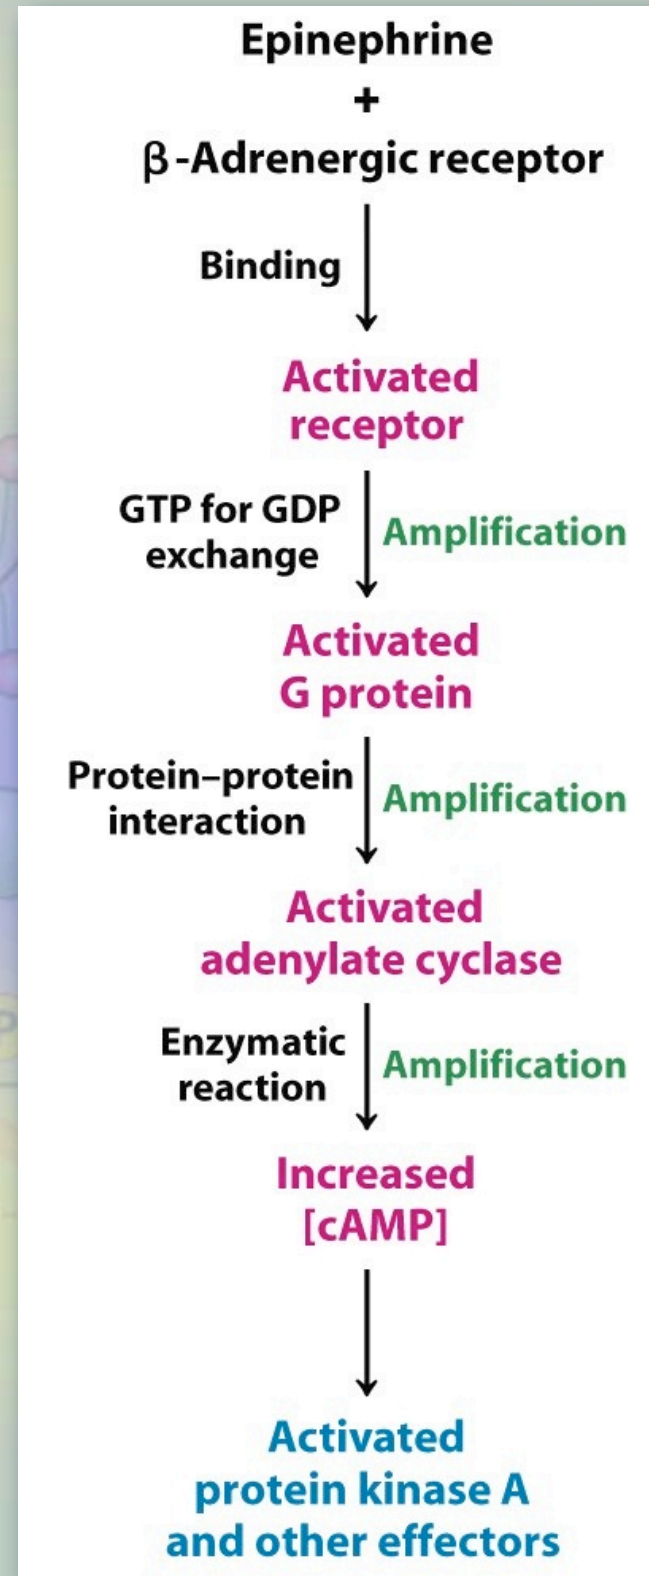 Epinephrine
+
β-Adrenergic receptor
Binding
Activated
receptor
GTP for GDP
exchange
Amplification
Activated
G protein
Protein–protein
interaction
Amplification
Activated
adenylate cyclase
Enzymatic
reaction
Amplification
Increased
[cAMP]
Activated
protein kinase A
and other effectors